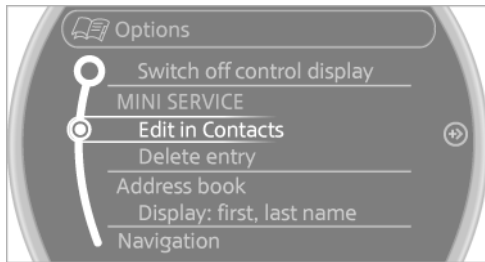 Options
Switch off control display
MINI SERVICE
Edit in Contacts
Delete entry
Address book
Display: first, last name
Navigation